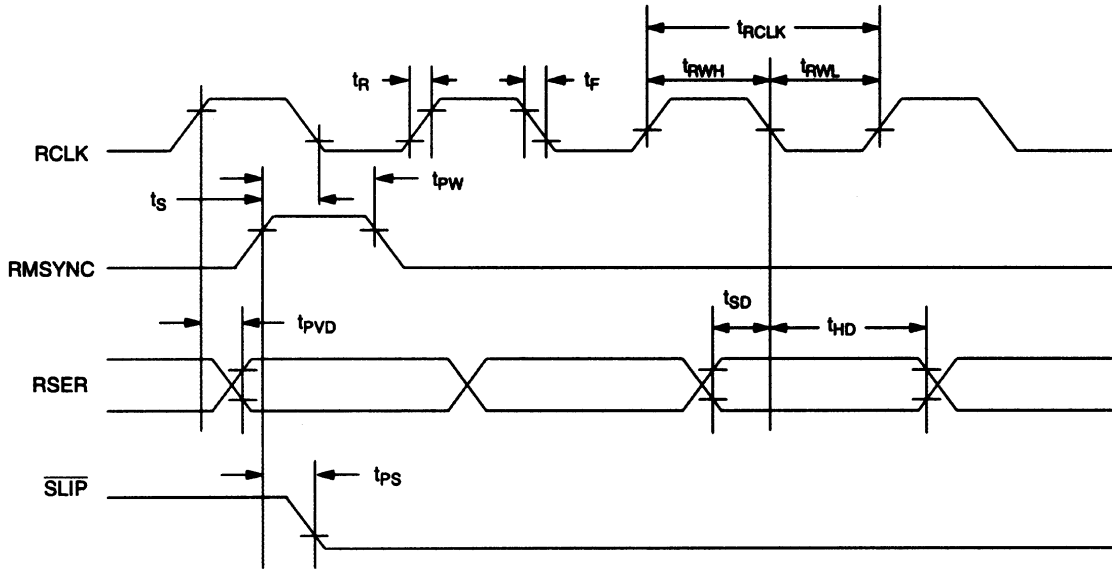 tRCLK
tR
tF
tRWH
tRWL
RCLK
tS
tPW
RMSYNC
tSD
tPVD
tHD
RSER
SLIP
tPS